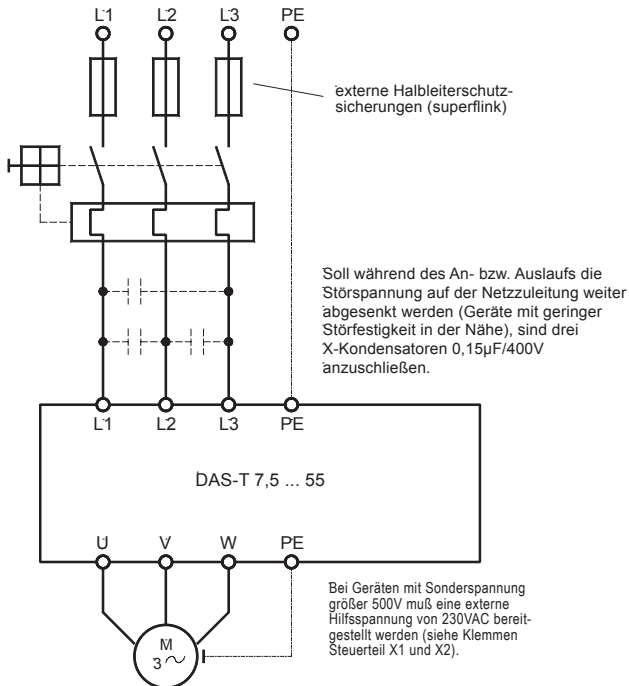 L1 L2 L3 PE
externe Halbleiterschutz-
sicherungen (superflink)
Soll während des An- bzw. Auslaufs die
Störspannung auf der Netzzuleitung weiter
abgesenkt werden (Geräte mit geringer
Störfestigkeit in der Nähe), sind drei
X-Kondensatoren 0,15µF/400V
anzuschließen.
L1 L2 L3 PE
DAS-T 7,5 ... 55
U V W PE
Bei Geräten mit Sonderspannung
größer 500V muß eine externe
Hilfsspannung von 230VAC bereit-
gestellt werden (siehe Klemmen
Steuerteil X1 und X2).
M
3